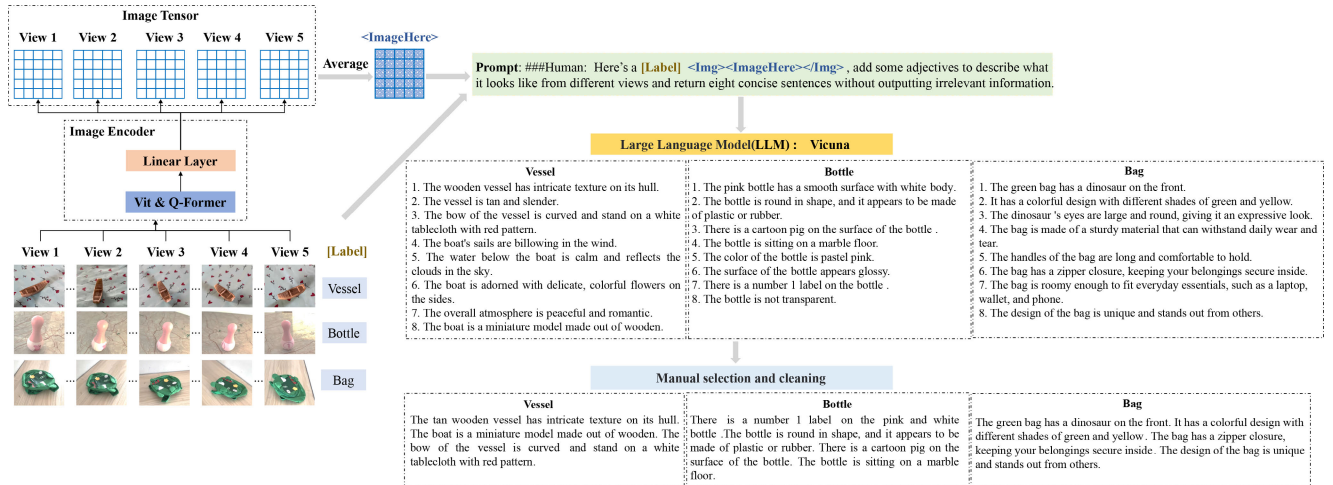 Image Tensor
View 1 View 2 View 3 View 4 View 5
<ImageHere>
Average
Prompt: ###Human: Here's a [Label] <Img><ImageHere></Img> , add some adjectives to describe what
it looks like from different views and return eight concise sentences without outputting irrelevant information.
Image Encoder
Linear Layer
Vit & Q-Former
View 1 View 2 View 3 View 4 View 5 [Label]
... ... ... ... Vessel
... ... ... ... Bottle
... ... ... ... Bag
Large Language Model(LLM) : Vicuna
Vessel
1. The wooden vessel has intricate texture on its hull.
2. The vessel is tan and slender.
3. The bow of the vessel is curved and stand on a white
tablecloth with red pattern.
4. The boat's sails are billowing in the wind.
5. The water below the boat is calm and reflects the
clouds in the sky.
6. The boat is adorned with delicate, colorful flowers on
the sides.
7. The overall atmosphere is peaceful and romantic.
8. The boat is a miniature model made out of wooden.
Bottle
1. The pink bottle has a smooth surface with white body.
2. The bottle is round in shape, and it appears to be made
of plastic or rubber.
3. There is a cartoon pig on the surface of the bottle .
4. The bottle is sitting on a marble floor.
5. The color of the bottle is pastel pink.
6. The surface of the bottle appears glossy.
7. There is a number 1 label on the bottle .
8. The bottle is not transparent.
Bag
1. The green bag has a dinosaur on the front.
2. It has a colorful design with different shades of green and yellow.
3. The dinosaur 's eyes are large and round, giving it an expressive look.
4. The bag is made of a sturdy material that can withstand daily wear and
tear.
5. The handles of the bag are long and comfortable to hold.
6. The bag has a zipper closure, keeping your belongings secure inside.
7. The bag is roomy enough to fit everyday essentials, such as a laptop,
wallet, and phone.
8. The design of the bag is unique and stands out from others.
Manual selection and cleaning
Vessel
The tan wooden vessel has intricate texture on its hull.
The boat is a miniature model made out of wooden. The
bow of the vessel is curved and stand on a white
tablecloth with red pattern.
Bottle
There is a number 1 label on the pink and white
bottle .The bottle is round in shape, and it appears to be
made of plastic or rubber. There is a cartoon pig on the
surface of the bottle. The bottle is sitting on a marble
floor.
Bag
The green bag has a dinosaur on the front. It has a colorful design with
different shades of green and yellow. The bag has a zipper closure,
keeping your belongings secure inside. The design of the bag is unique
and stands out from others.